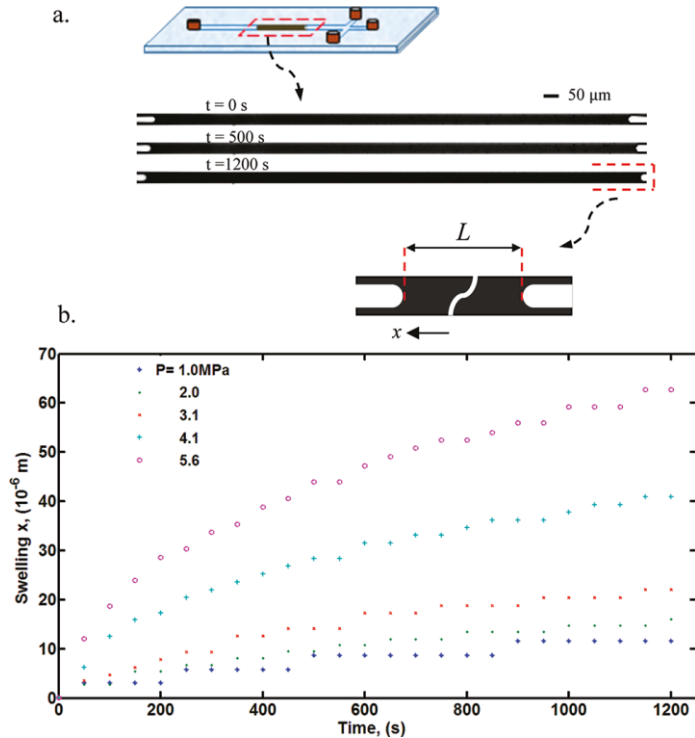 a.
t = 0 s
50 μm
t = 500 s
t =1200 s
L
x
b.
70
60
50
40
30
20
10
0
P= 1.0MPa
2.0
3.1
4.1
5.6
Swelling x, (10⁻⁶ m)
0 200 400 600 800 1000 1200
Time, (s)